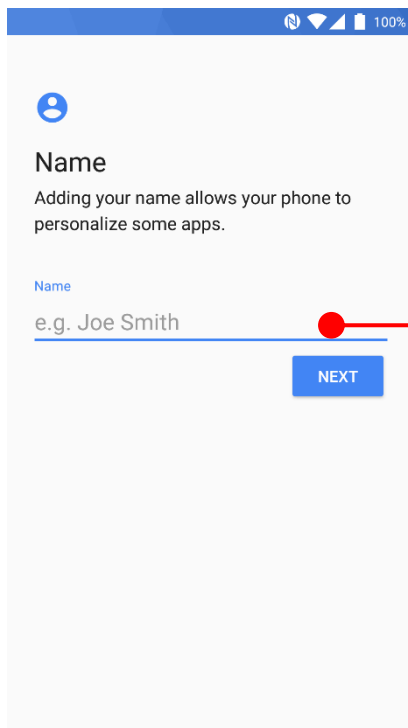 100%
Name
Adding your name allows your phone to
personalize some apps.
Name
e.g. Joe Smith
NEXT